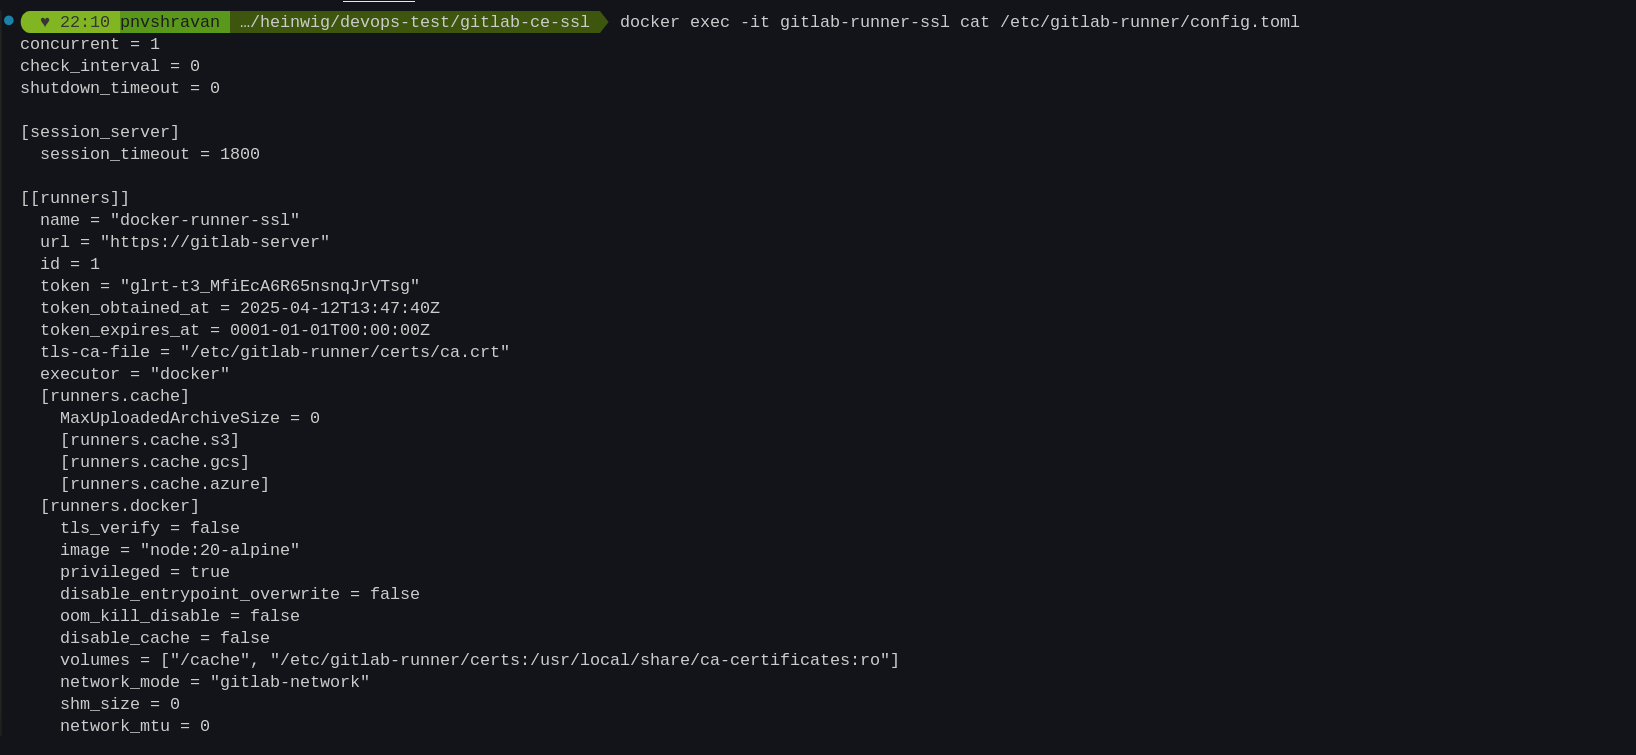 ♥ 22:10 pnvshravan …/heinwig/devops-test/gitlab-ce-ssl docker exec -it gitlab-runner-ssl cat /etc/gitlab-runner/config.toml
concurrent = 1
check_interval = 0
shutdown_timeout = 0
[session_server]
session_timeout = 1800
[[runners]]
name = "docker-runner-ssl"
url = "https://gitlab-server"
id = 1
token = "glrt-t3_MfiEcA6R65nsnqJrVTsg"
token_obtained_at = 2025-04-12T13:47:40Z
token_expires_at = 0001-01-01T00:00:00Z
tls-ca-file = "/etc/gitlab-runner/certs/ca.crt"
executor = "docker"
[runners.cache]
MaxUploadedArchiveSize = 0
[runners.cache.s3]
[runners.cache.gcs]
[runners.cache.azure]
[runners.docker]
tls_verify = false
image = "node:20-alpine"
privileged = true
disable_entrypoint_overwrite = false
oom_kill_disable = false
disable_cache = false
volumes = ["/cache", "/etc/gitlab-runner/certs:/usr/local/share/ca-certificates:ro"]
network_mode = "gitlab-network"
shm_size = 0
network_mtu = 0